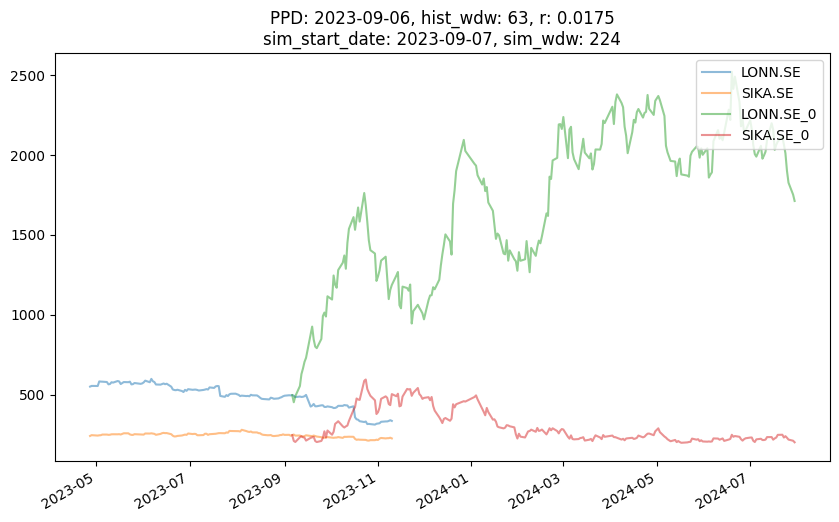 PPD: 2023-09-06, hist_wdw: 63, r: 0.0175
sim_start_date: 2023-09-07, sim_wdw: 224
LONN.SE
SIKA.SE
LONN.SE_0
SIKA.SE_0
2500
2000
1500
1000
500
2023-05
2023-07
2023-09
2023-11
2024-01
2024-03
2024-05
2024-07